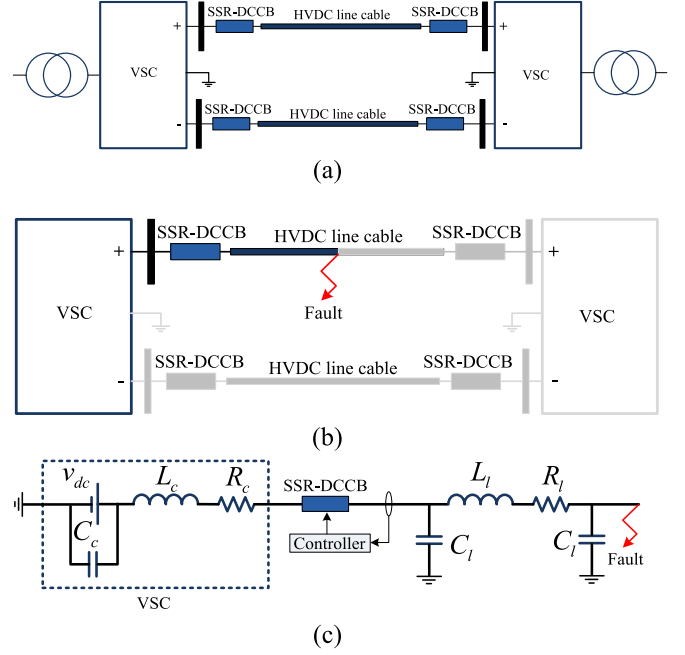 SSR-DCCB HVDC line cable SSR-DCCB
+ +
VSC VSC
SSR-DCCB HVDC line cable SSR-DCCB
- -
(a)
SSR-DCCB HVDC line cable SSR-DCCB
+ +
Fault
VSC VSC
SSR-DCCB HVDC line cable SSR-DCCB
- -
(b)
v_dc L_c R_c SSR-DCCB L_l R_l
C_c Controller C_l C_l Fault
VSC
(c)